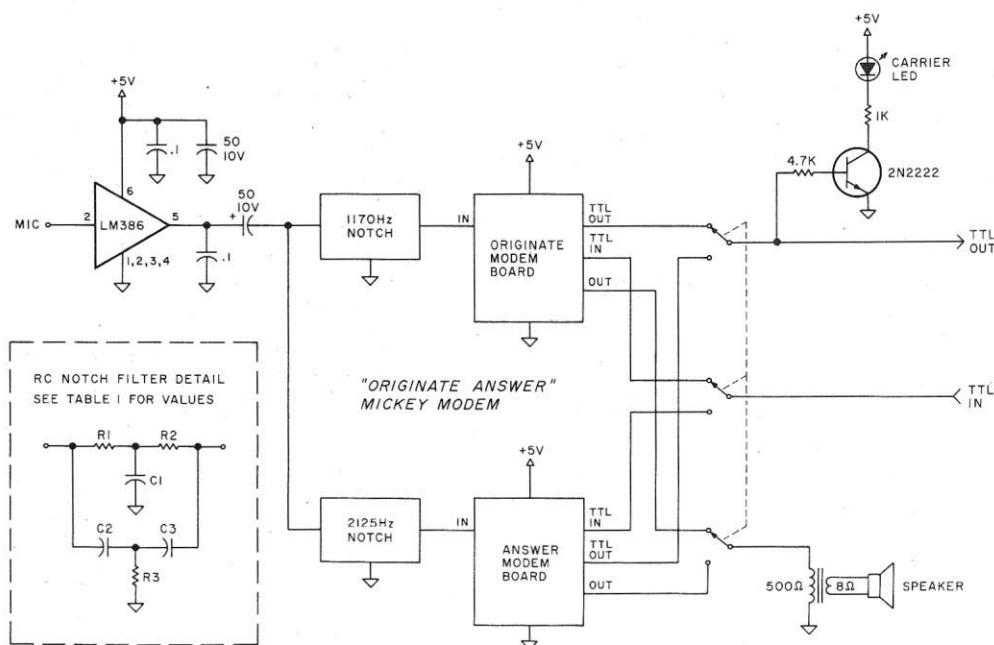 +5V
CARRIER
LED
1K
4.7K
2N2222
+5V
.1
50
10V
6
MIC
2
LM386
5
50
10V
+
1,2,3,4
.1
1170Hz
NOTCH
IN
+5V
ORIGINATE
MODEM
BOARD
TTL
OUT
TTL
IN
OUT
TTL
OUT
TTL
IN
"ORIGINATE ANSWER"
MICKEY MODEM
RC NOTCH FILTER DETAIL
SEE TABLE 1 FOR VALUES
R1
R2
C1
C2
C3
R3
2125Hz
NOTCH
IN
+5V
ANSWER
MODEM
BOARD
TTL
IN
TTL
OUT
OUT
500Ω
8Ω
SPEAKER